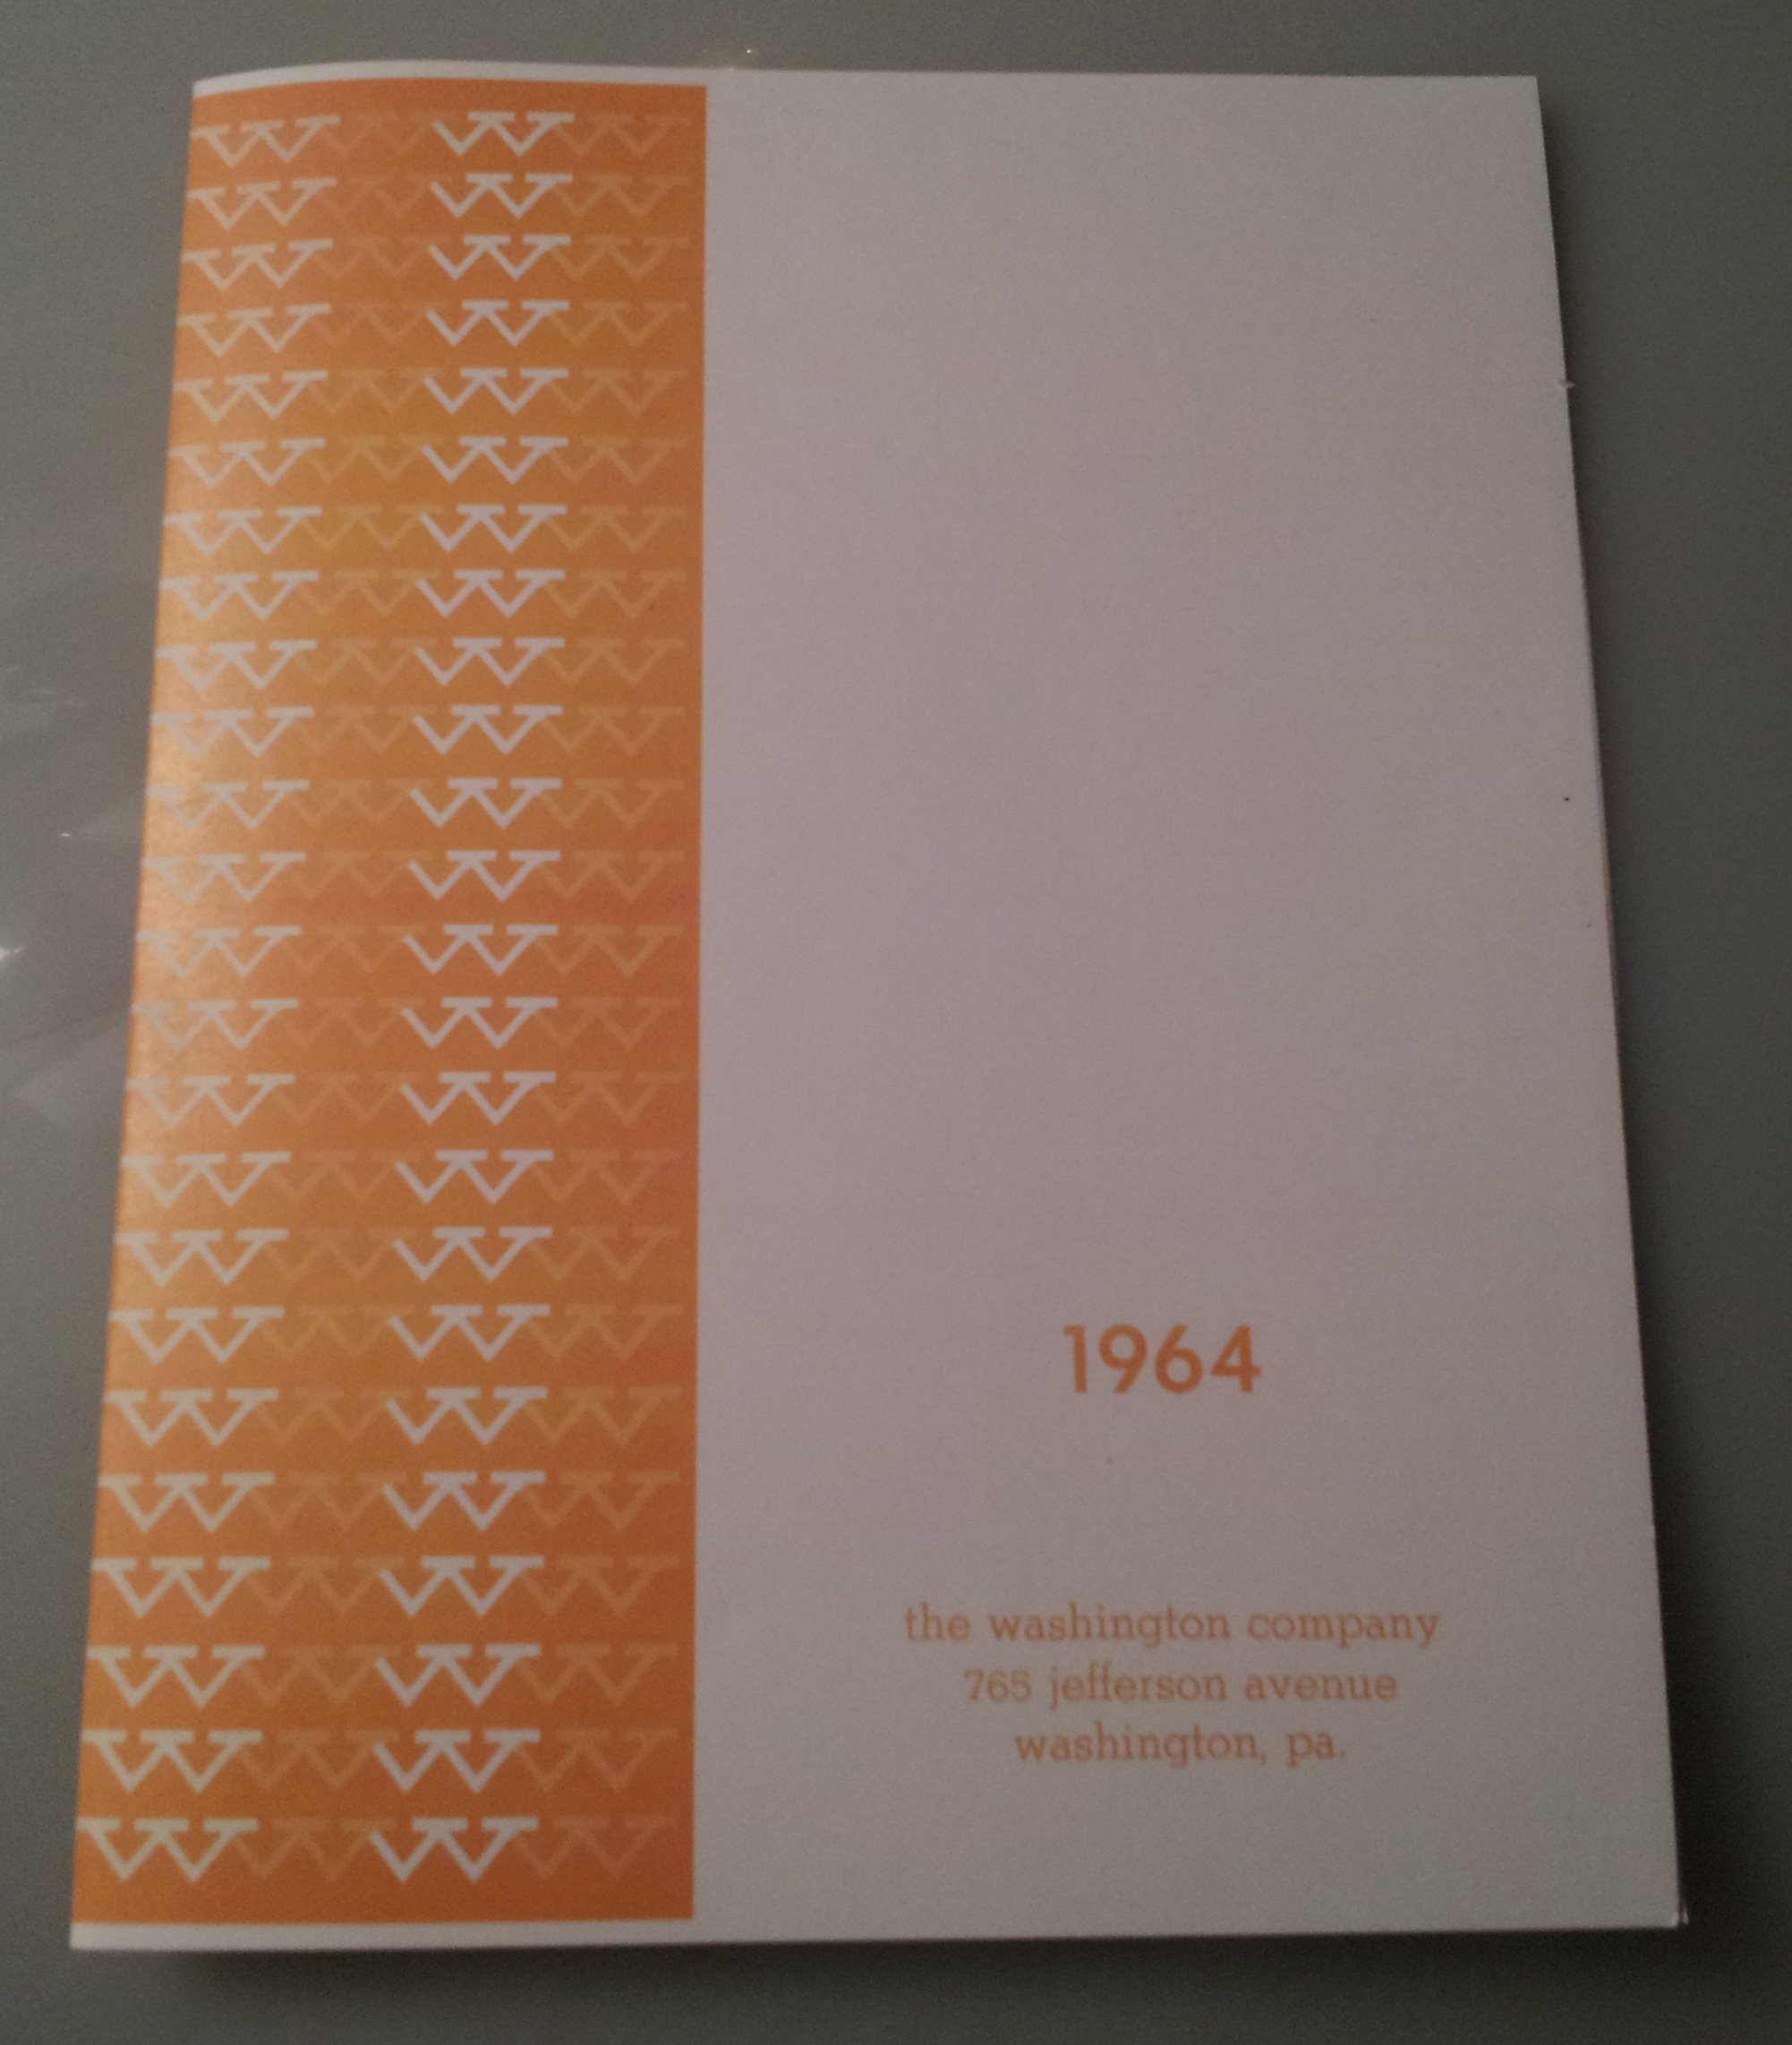 1964
the washington company
765 jefferson avenue
washington, pa.